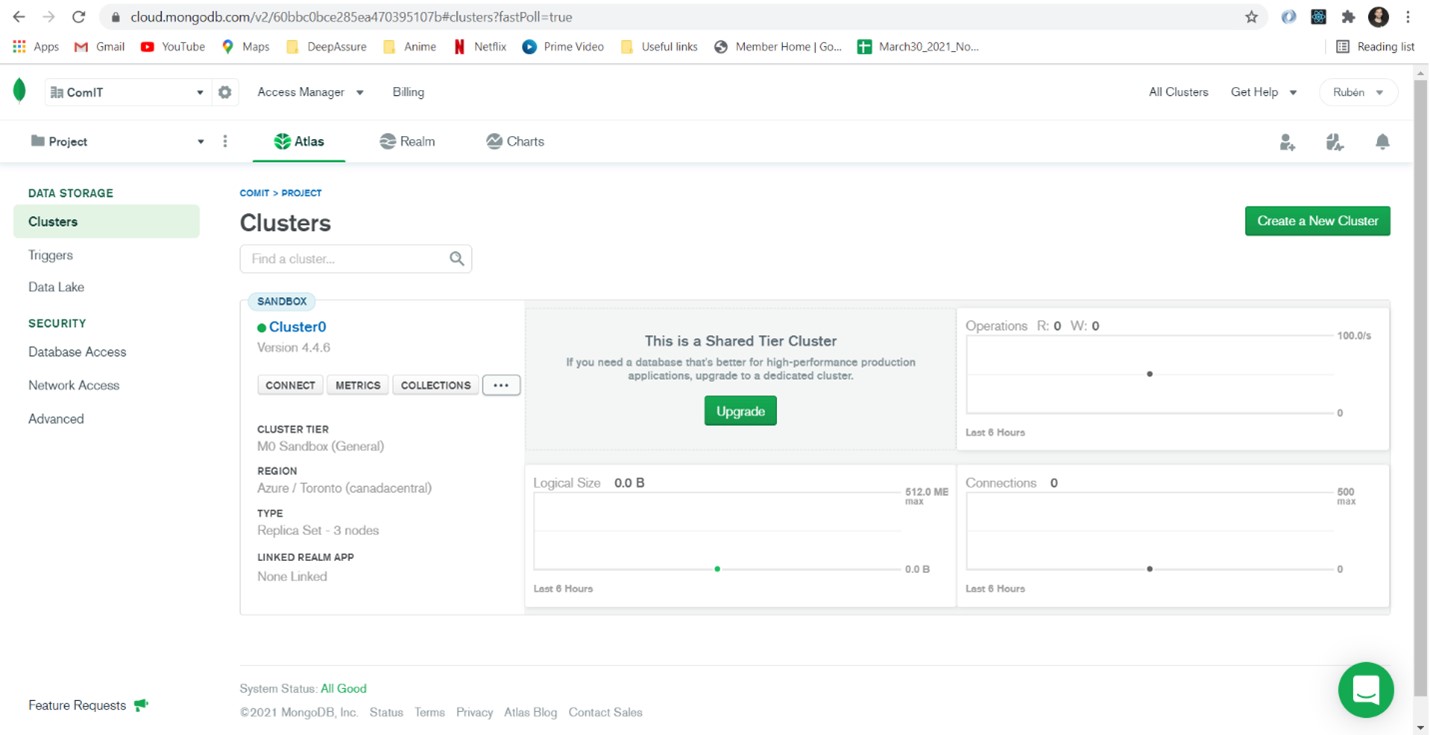 cloud.mongodb.com/v2/60bbc0bce285ea470395107b#clusters?fastPoll=true
Apps Gmail YouTube Maps DeepAssure Anime Netflix Prime Video Useful links Member Home | Go... March30_2021_No... Reading list
ComIT Access Manager Billing All Clusters Get Help Rubén
Project Atlas Realm Charts
DATA STORAGE
Clusters
Triggers
Data Lake
SECURITY
Database Access
Network Access
Advanced
COMIT > PROJECT
Clusters
Create a New Cluster
Find a cluster...
SANDBOX
Cluster0
Version 4.4.6
CONNECT METRICS COLLECTIONS ...
CLUSTER TIER
M0 Sandbox (General)
REGION
Azure / Toronto (canadacentral)
TYPE
Replica Set - 3 nodes
LINKED REALM APP
None Linked
This is a Shared Tier Cluster
If you need a database that's better for high-performance production
applications, upgrade to a dedicated cluster.
Upgrade
Operations R: 0 W: 0
100.0/s
0
Last 6 Hours
Logical Size 0.0 B
512.0 MB
max
0.0 B
Last 6 Hours
Connections 0
500
max
0
Last 6 Hours
System Status: All Good
©2021 MongoDB, Inc. Status Terms Privacy Atlas Blog Contact Sales
Feature Requests